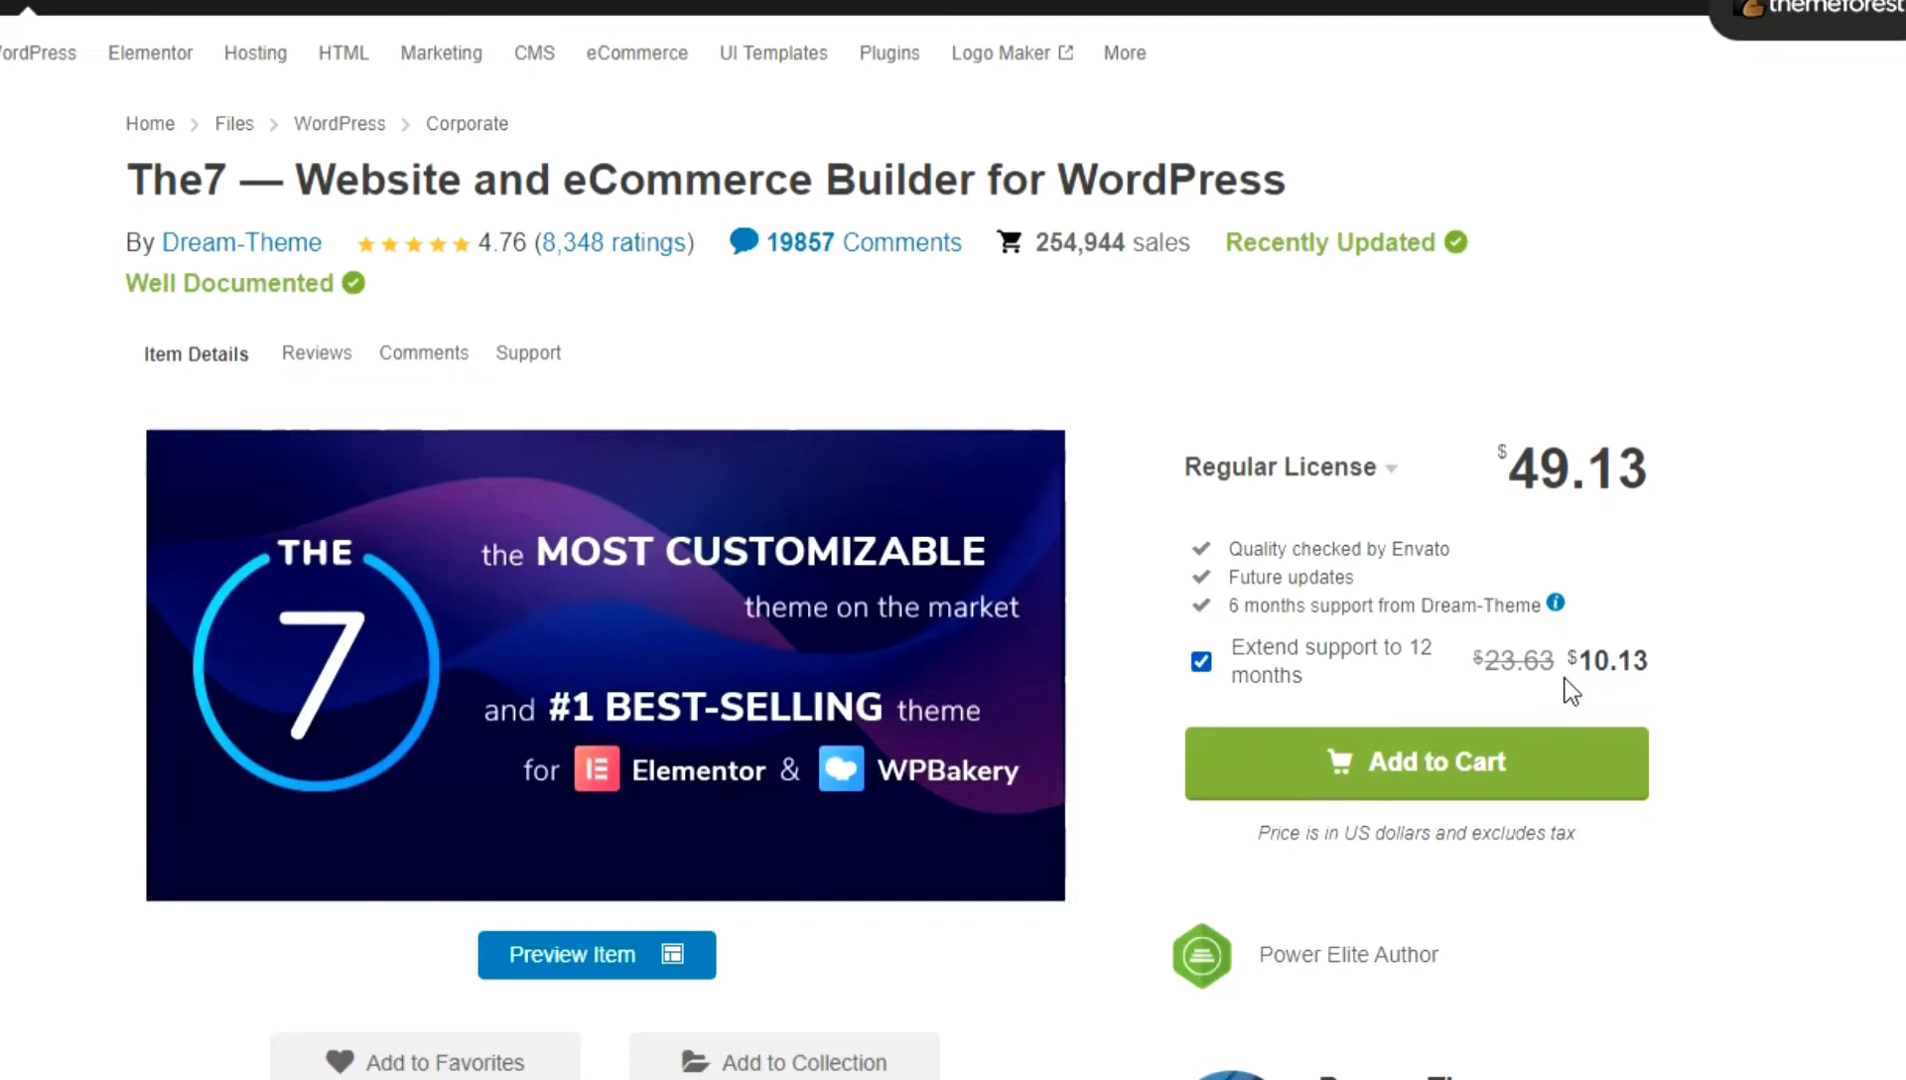 themeforest
WordPress Elementor Hosting HTML Marketing CMS eCommerce UI Templates Plugins Logo Maker More
Home > Files > WordPress > Corporate
The7 — Website and eCommerce Builder for WordPress
By Dream-Theme 4.76 (8,348 ratings) 19857 Comments 254,944 sales Recently Updated
Well Documented
Item Details Reviews Comments Support
THE
7
the MOST CUSTOMIZABLE
theme on the market
and #1 BEST-SELLING theme
for Elementor & WPBakery
Regular License $49.13
Quality checked by Envato
Future updates
6 months support from Dream-Theme
Extend support to 12 months $23.63 $10.13
Add to Cart
Price is in US dollars and excludes tax
Preview Item
Power Elite Author
Add to Favorites Add to Collection